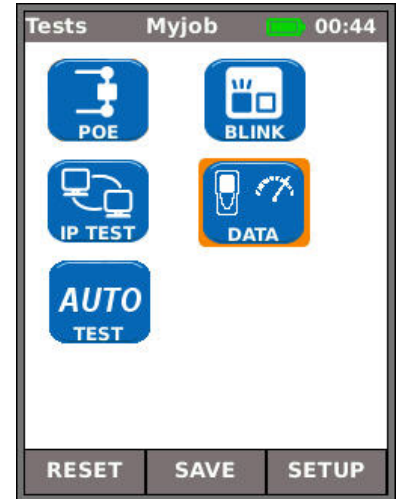 Tests Myjob 00:44
POE BLINK
IP TEST DATA
AUTO
TEST
RESET SAVE SETUP